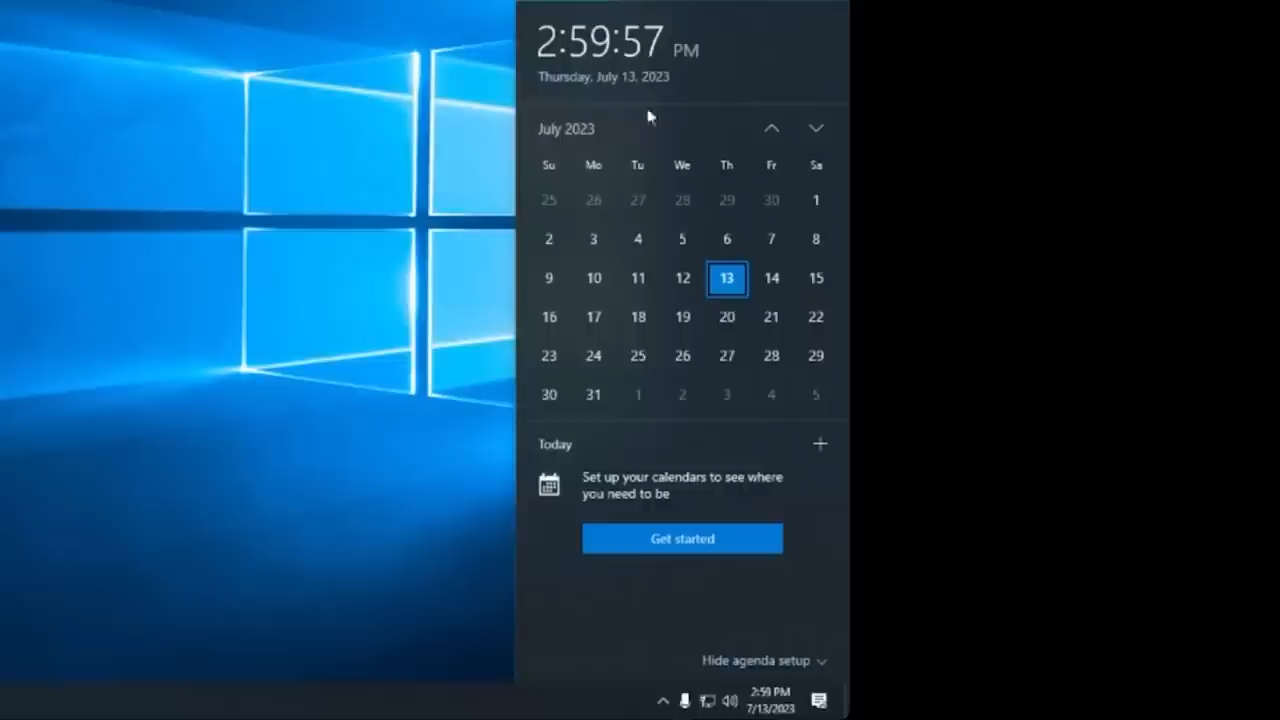 2:59:57 PM
Thursday, July 13, 2023
July 2023
Su Mo Tu We Th Fr Sa
25 26 27 28 29 30 1
2 3 4 5 6 7 8
9 10 11 12 13 14 15
16 17 18 19 20 21 22
23 24 25 26 27 28 29
30 31 1 2 3 4 5
Today
Set up your calendars to see where
you need to be
Get started
Hide agenda setup
2:59 PM
7/13/2023